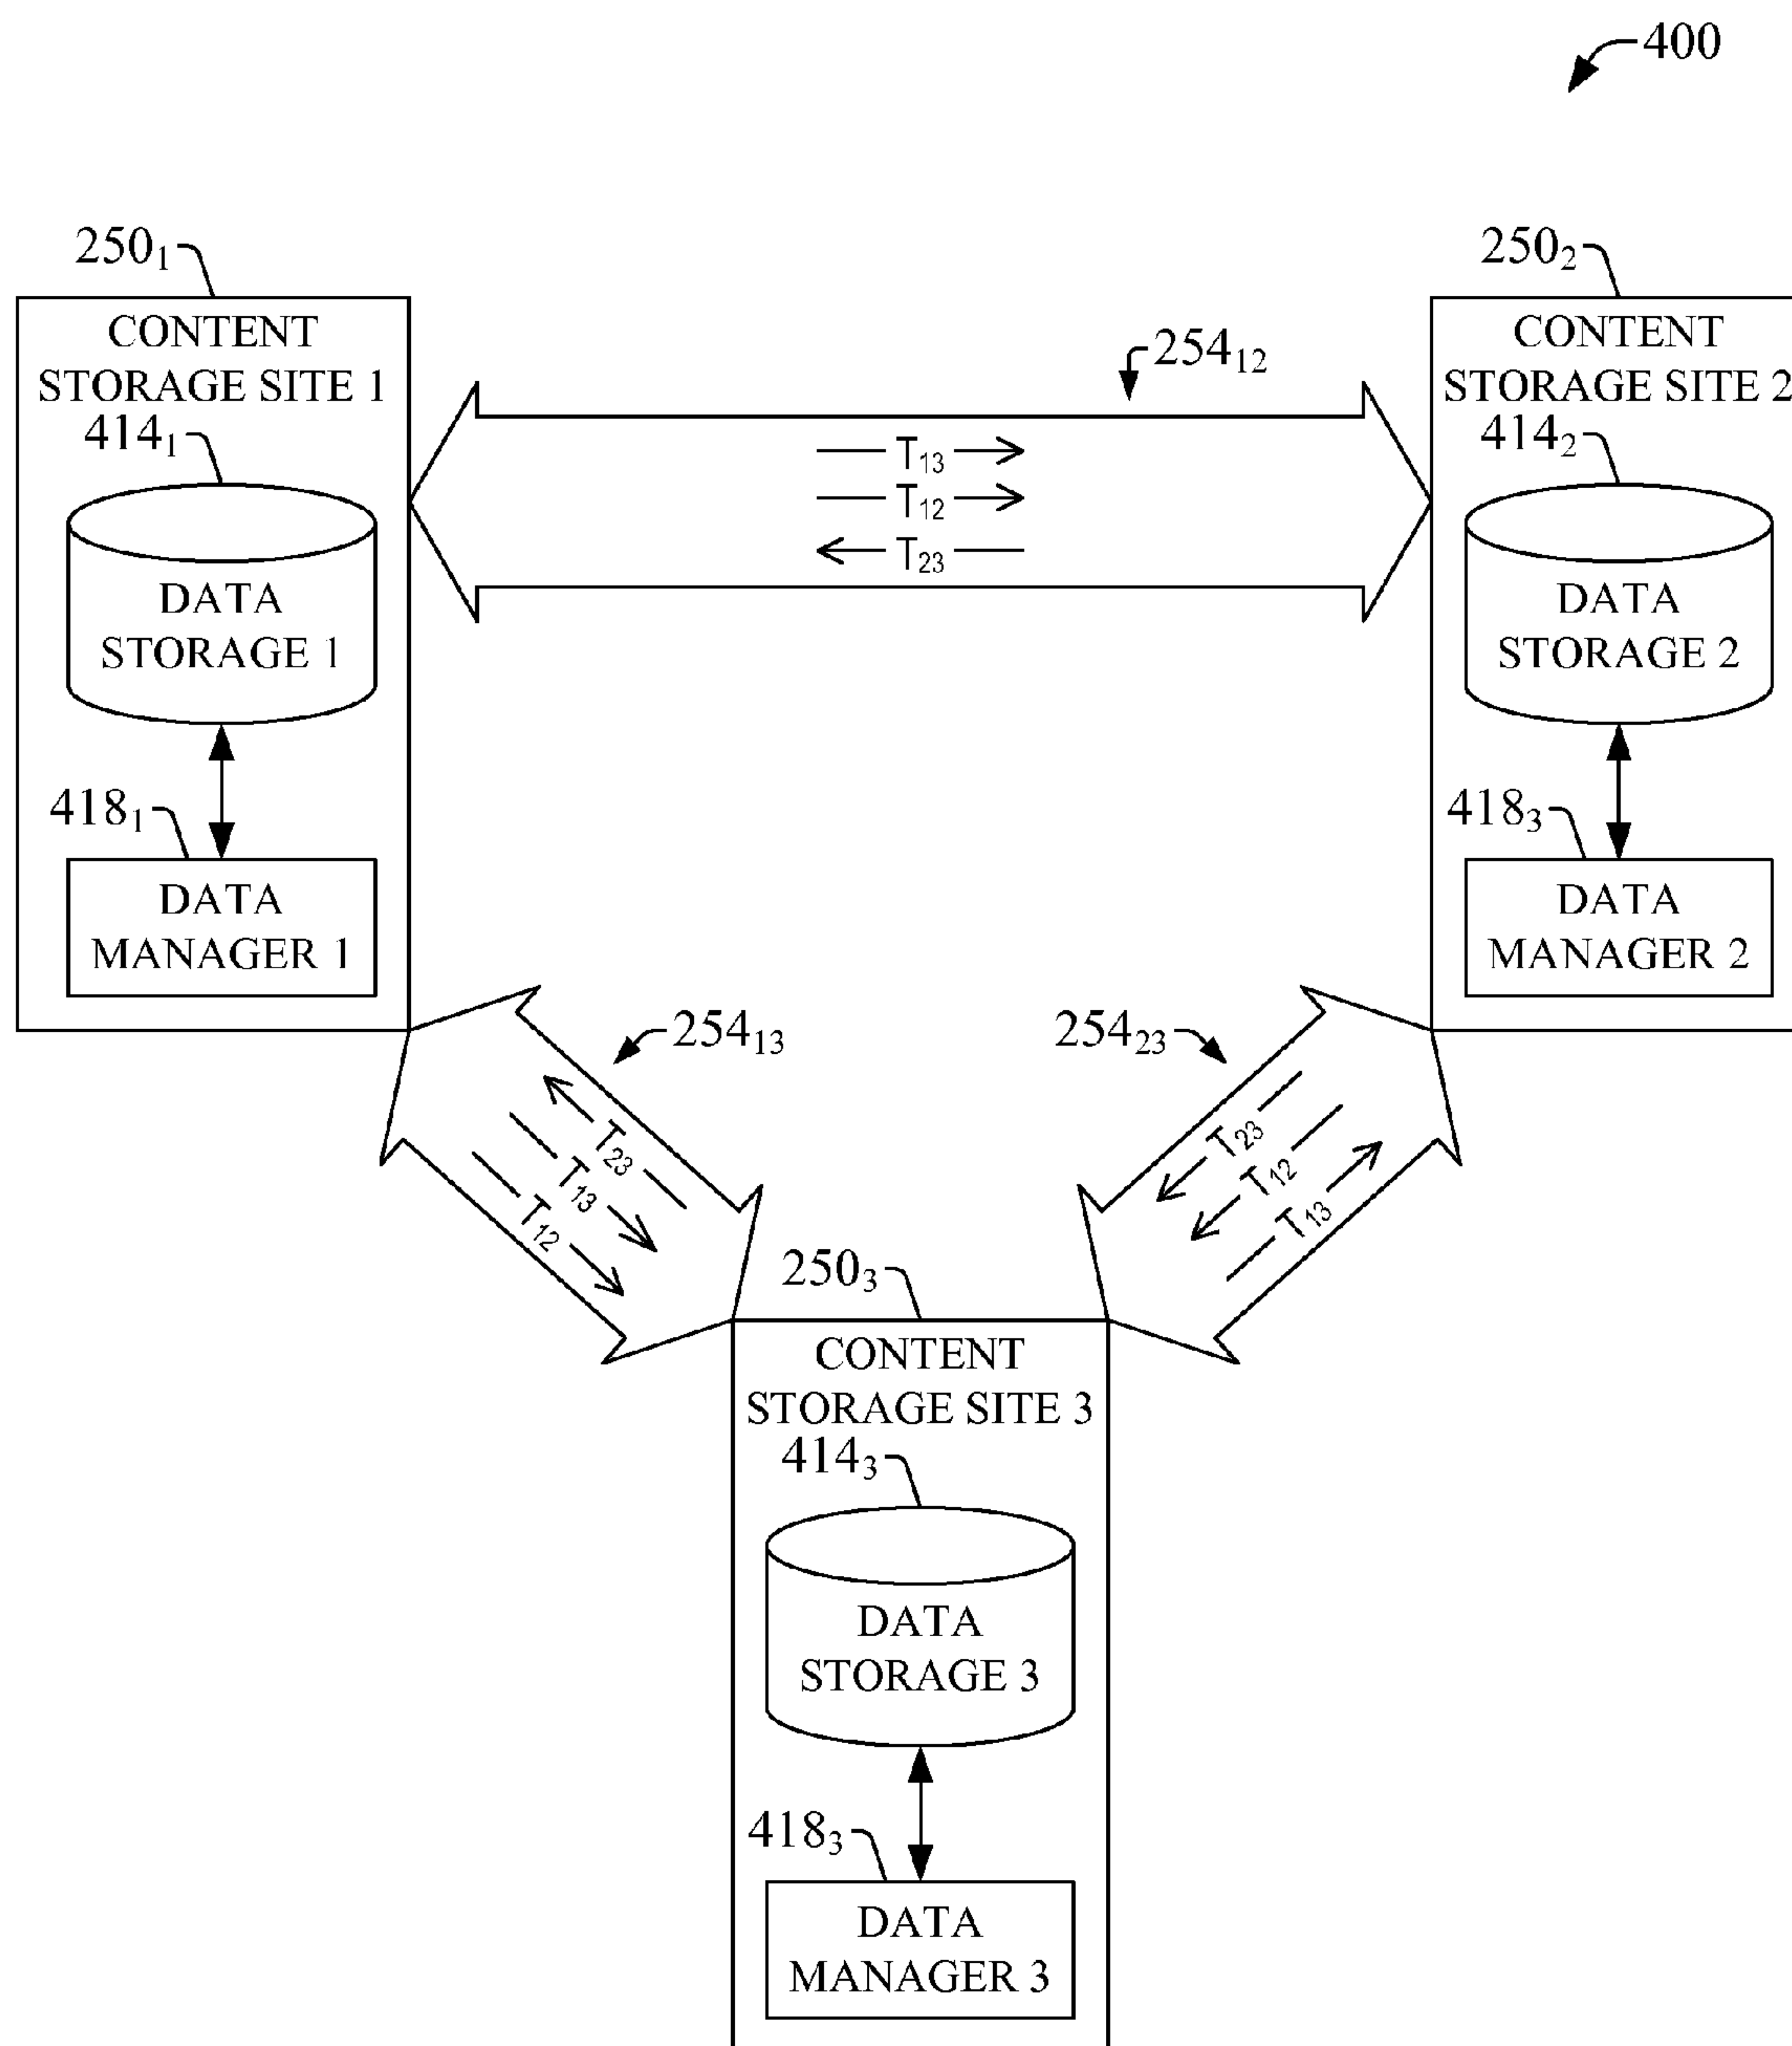 400
250₁
250₂
CONTENT
STORAGE SITE 1
CONTENT
STORAGE SITE 2
254₁₂
414₁
414₂
T₁₃
T₁₂
T₂₃
DATA
STORAGE 1
DATA
STORAGE 2
418₁
418₃
DATA
MANAGER 1
DATA
MANAGER 2
254₁₃
254₂₃
T₂₃
T₁₃
T₁₂
T₂₃
T₁₂
T₁₃
250₃
CONTENT
STORAGE SITE 3
414₃
DATA
STORAGE 3
418₃
DATA
MANAGER 3